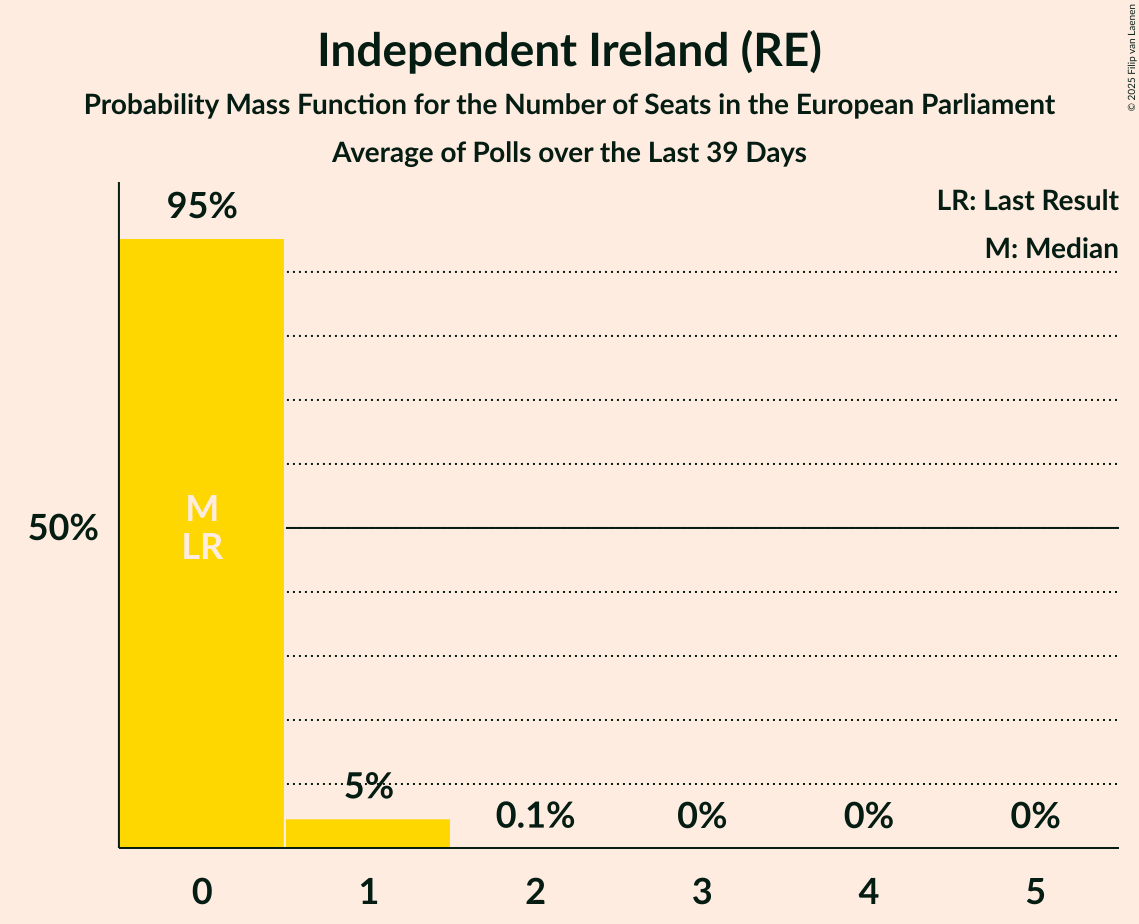 Independent Ireland (RE)
Probability Mass Function for the Number of Seats in the European Parliament
Average of Polls over the Last 39 Days
© 2025 Filip van Laenen
LR: Last Result
M: Median
95%
M
LR
50%
5%
0.1%
0%
0%
0%
0
1
2
3
4
5